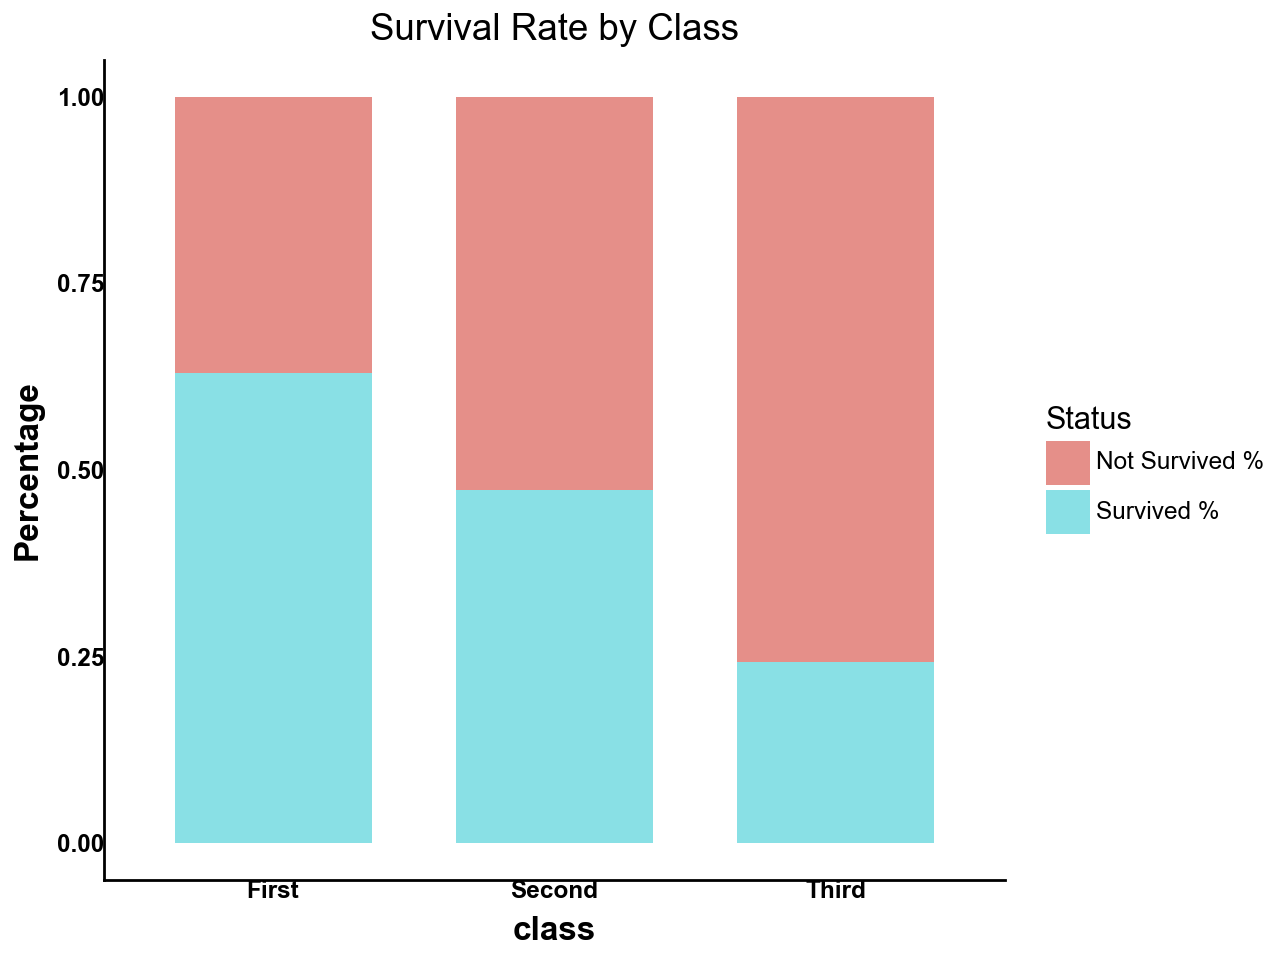 Survival Rate by Class
1.00
0.75
0.50
0.25
0.00
Percentage
First Second Third
class
Status
Not Survived %
Survived %